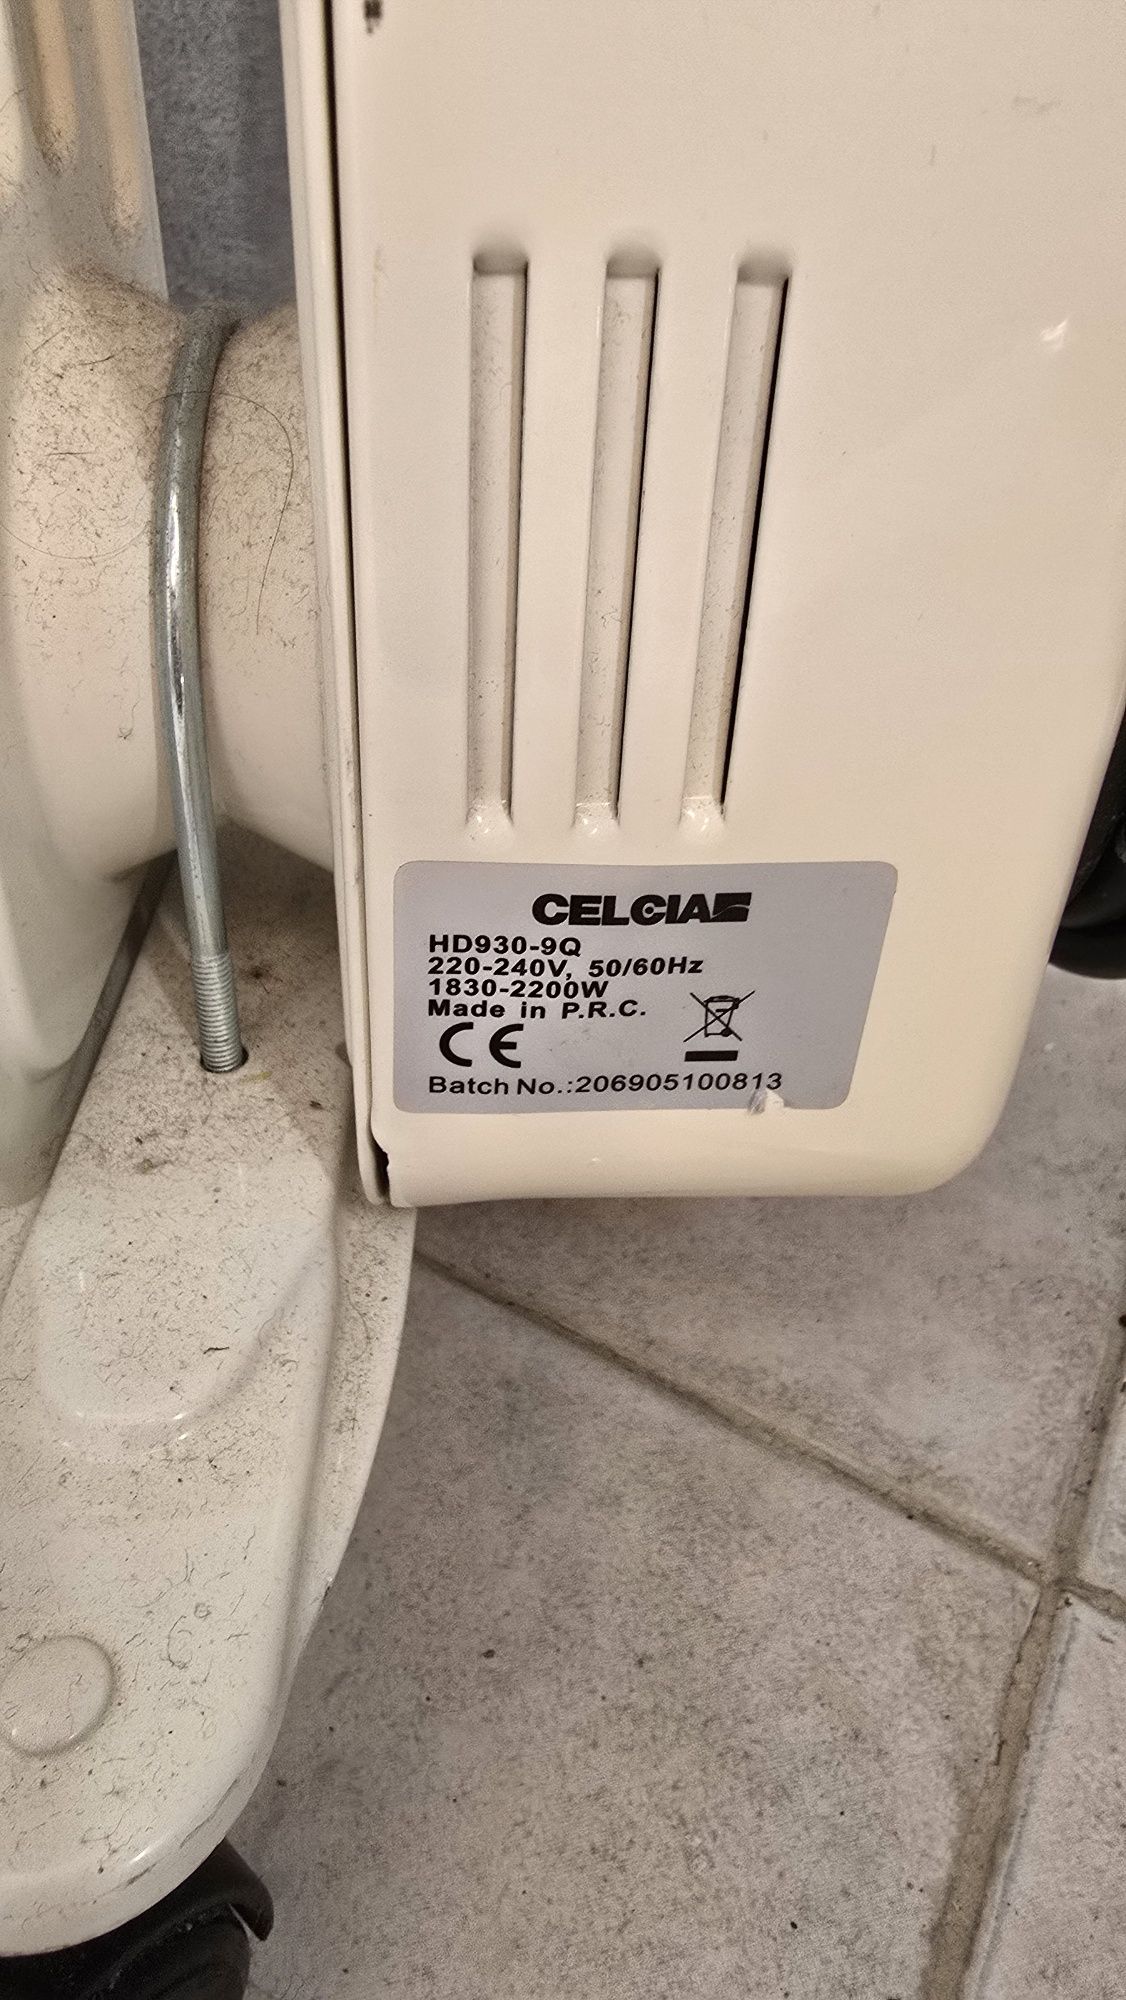 CELCIA
HD930-9Q
220-240V, 50/60Hz
1830-2200W
Made in P.R.C.
CE
Batch No.:206905100813